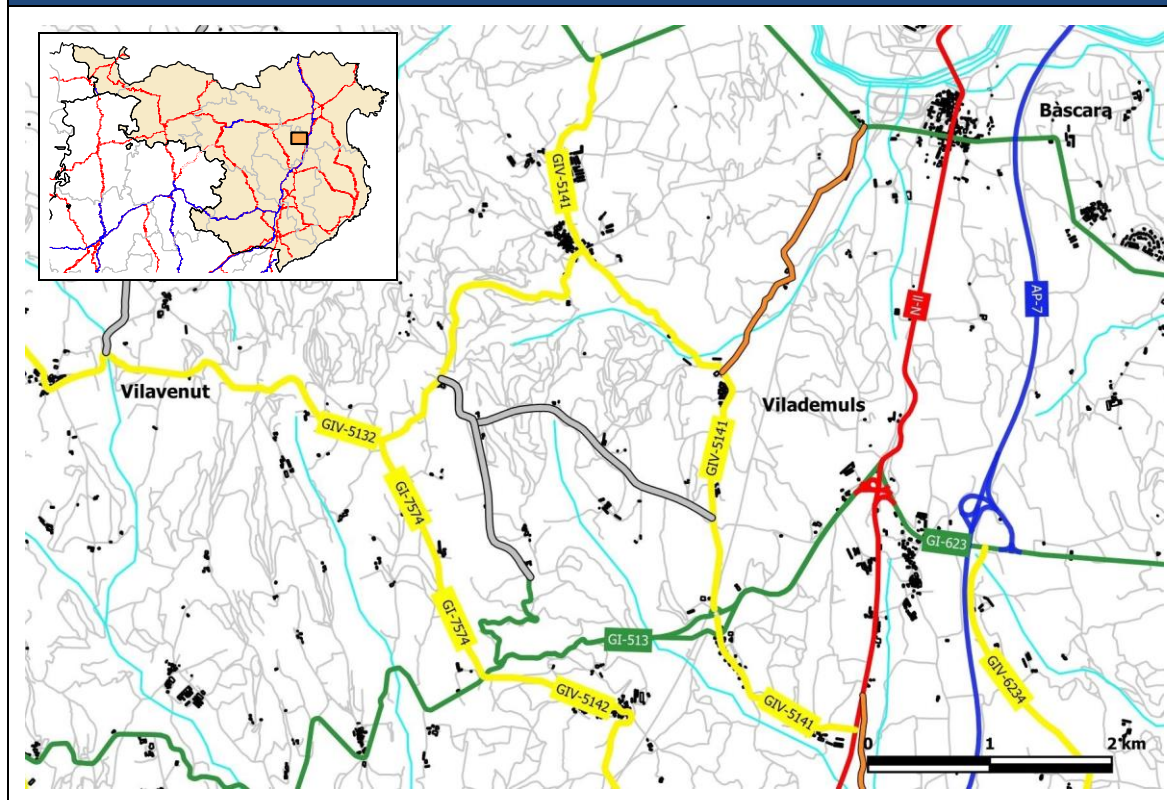 Bàscara
GIV-5141
AP-7
N-II
Vilavenut
Vilademuls
GIV-5132
GIV-5141
GI-7574
GI-623
GI-7574
GI-513
GIV-5142
GIV-5141
GIV-6234
0 1 2 km